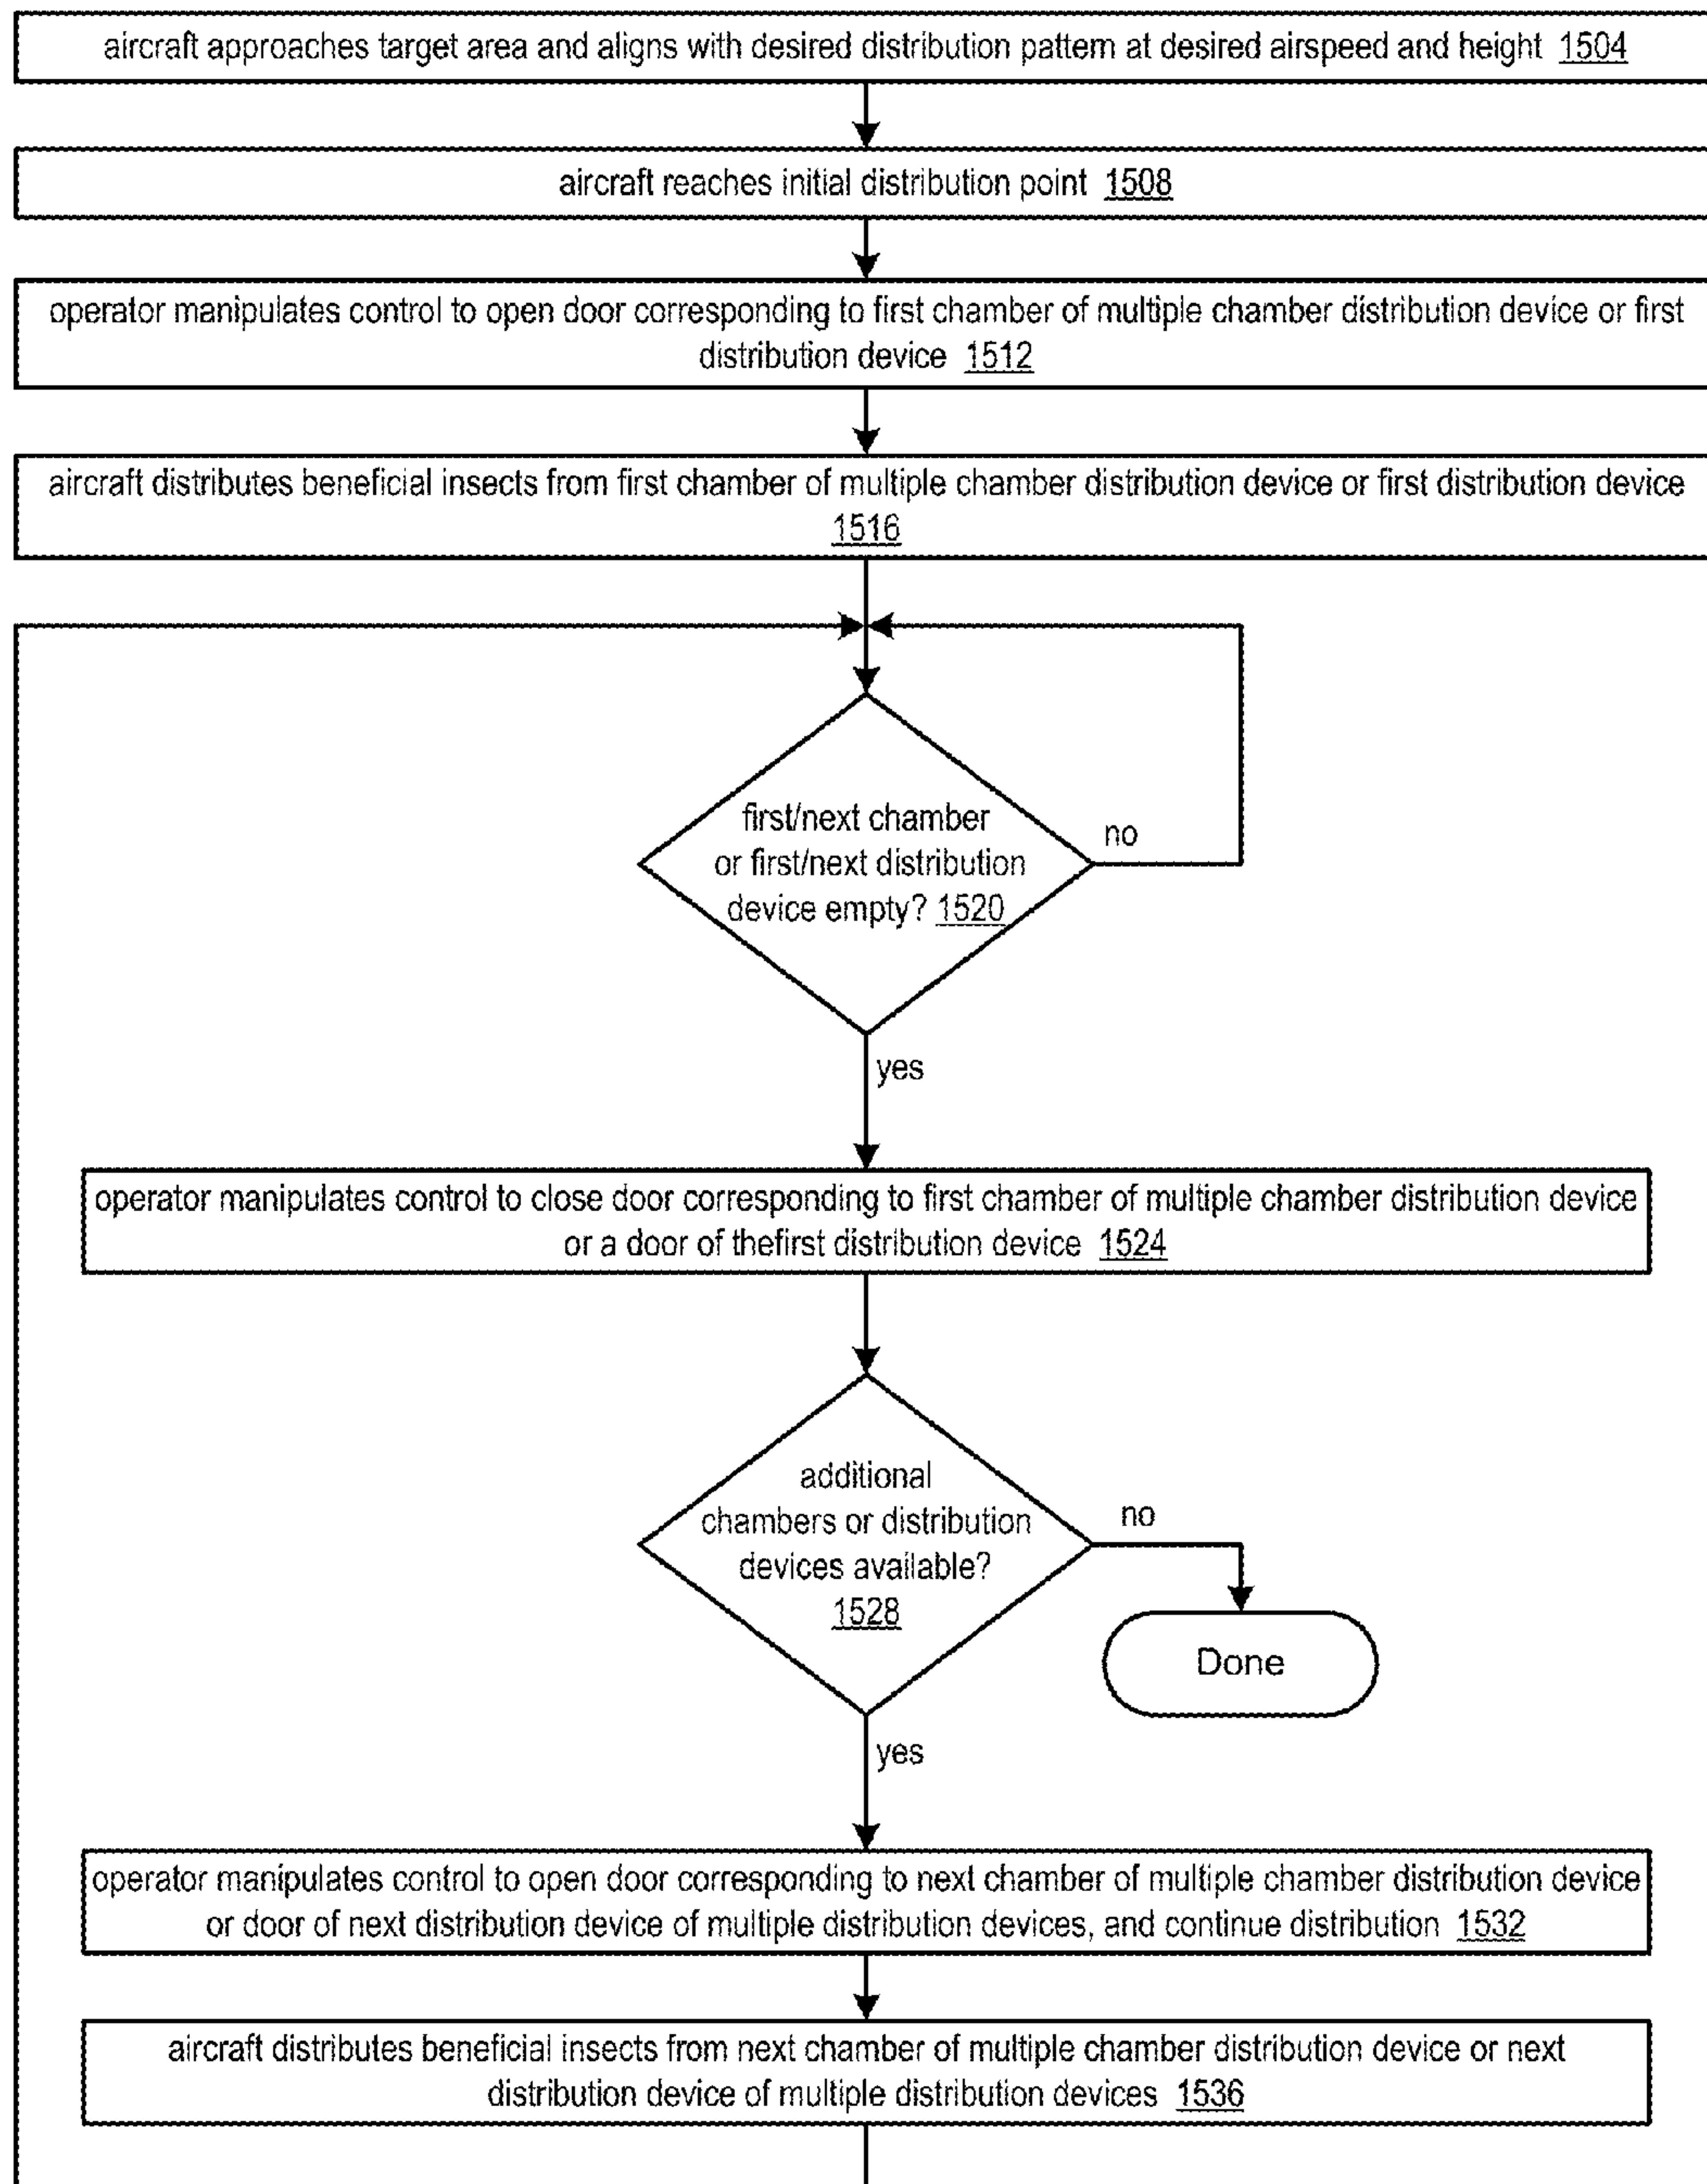 aircraft approaches target area and aligns with desired distribution pattern at desired airspeed and height 1504
aircraft reaches initial distribution point 1508
operator manipulates control to open door corresponding to first chamber of multiple chamber distribution device or first
distribution device 1512
aircraft distributes beneficial insects from first chamber of multiple chamber distribution device or first distribution device
1516
first/next chamber
or first/next distribution
device empty? 1520
no
yes
operator manipulates control to close door corresponding to first chamber of multiple chamber distribution device
or a door of thefirst distribution device 1524
additional
chambers or distribution
devices available?
1528
no
Done
yes
operator manipulates control to open door corresponding to next chamber of multiple chamber distribution device
or door of next distribution device of multiple distribution devices, and continue distribution 1532
aircraft distributes beneficial insects from next chamber of multiple chamber distribution device or next
distribution device of multiple distribution devices 1536